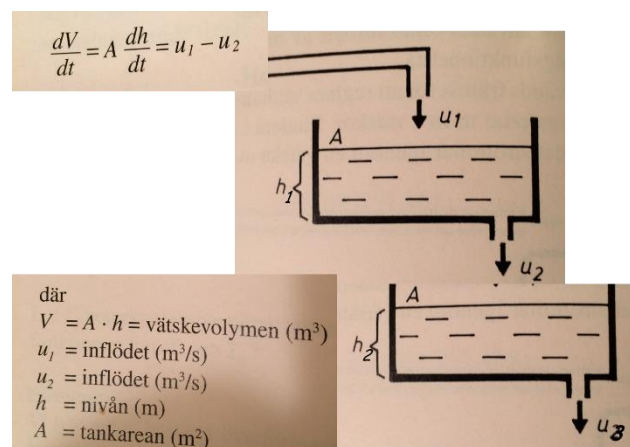 dV/dt = A dh/dt = u₁ − u₂
u1
A
h1
u2
A
h2
u3
där
V = A · h = vätskevolymen (m³)
u₁ = inflödet (m³/s)
u₂ = inflödet (m³/s)
h = nivån (m)
A = tankarean (m²)